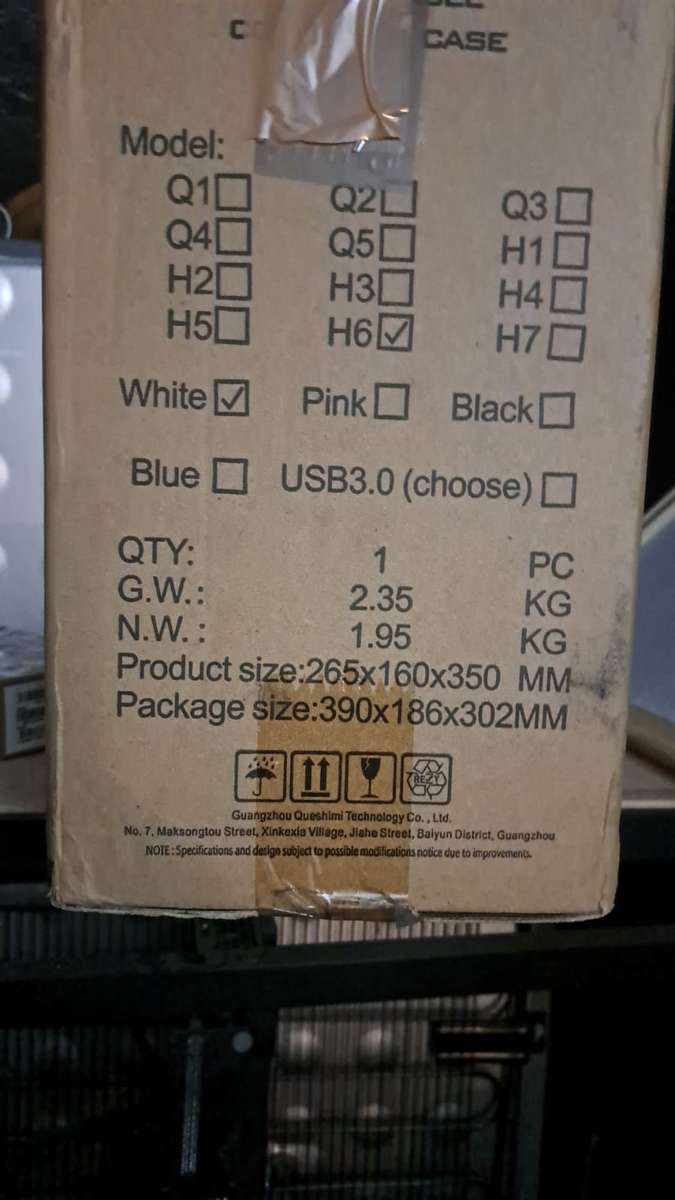 CASE
Model:
Q1☐ Q2☐ Q3☐
Q4☐ Q5☐ H1☐
H2☐ H3☐ H4☐
H5☐ H6☑ H7☐
White☑ Pink☐ Black☐
Blue☐ USB3.0 (choose)☐
QTY: 1 PC
G.W.: 2.35 KG
N.W. : 1.95 KG
Product size:265x160x350 MM
Package size:390x186x302MM
REZY
Guangzhou Queshimi Technology Co. , Ltd.
No. 7, Maksongtou Street, Xinkexia Village, Jiahe Street, Baiyun District, Guangzhou
NOTE : Specifications and design subject to possible modifications notice due to improvements.